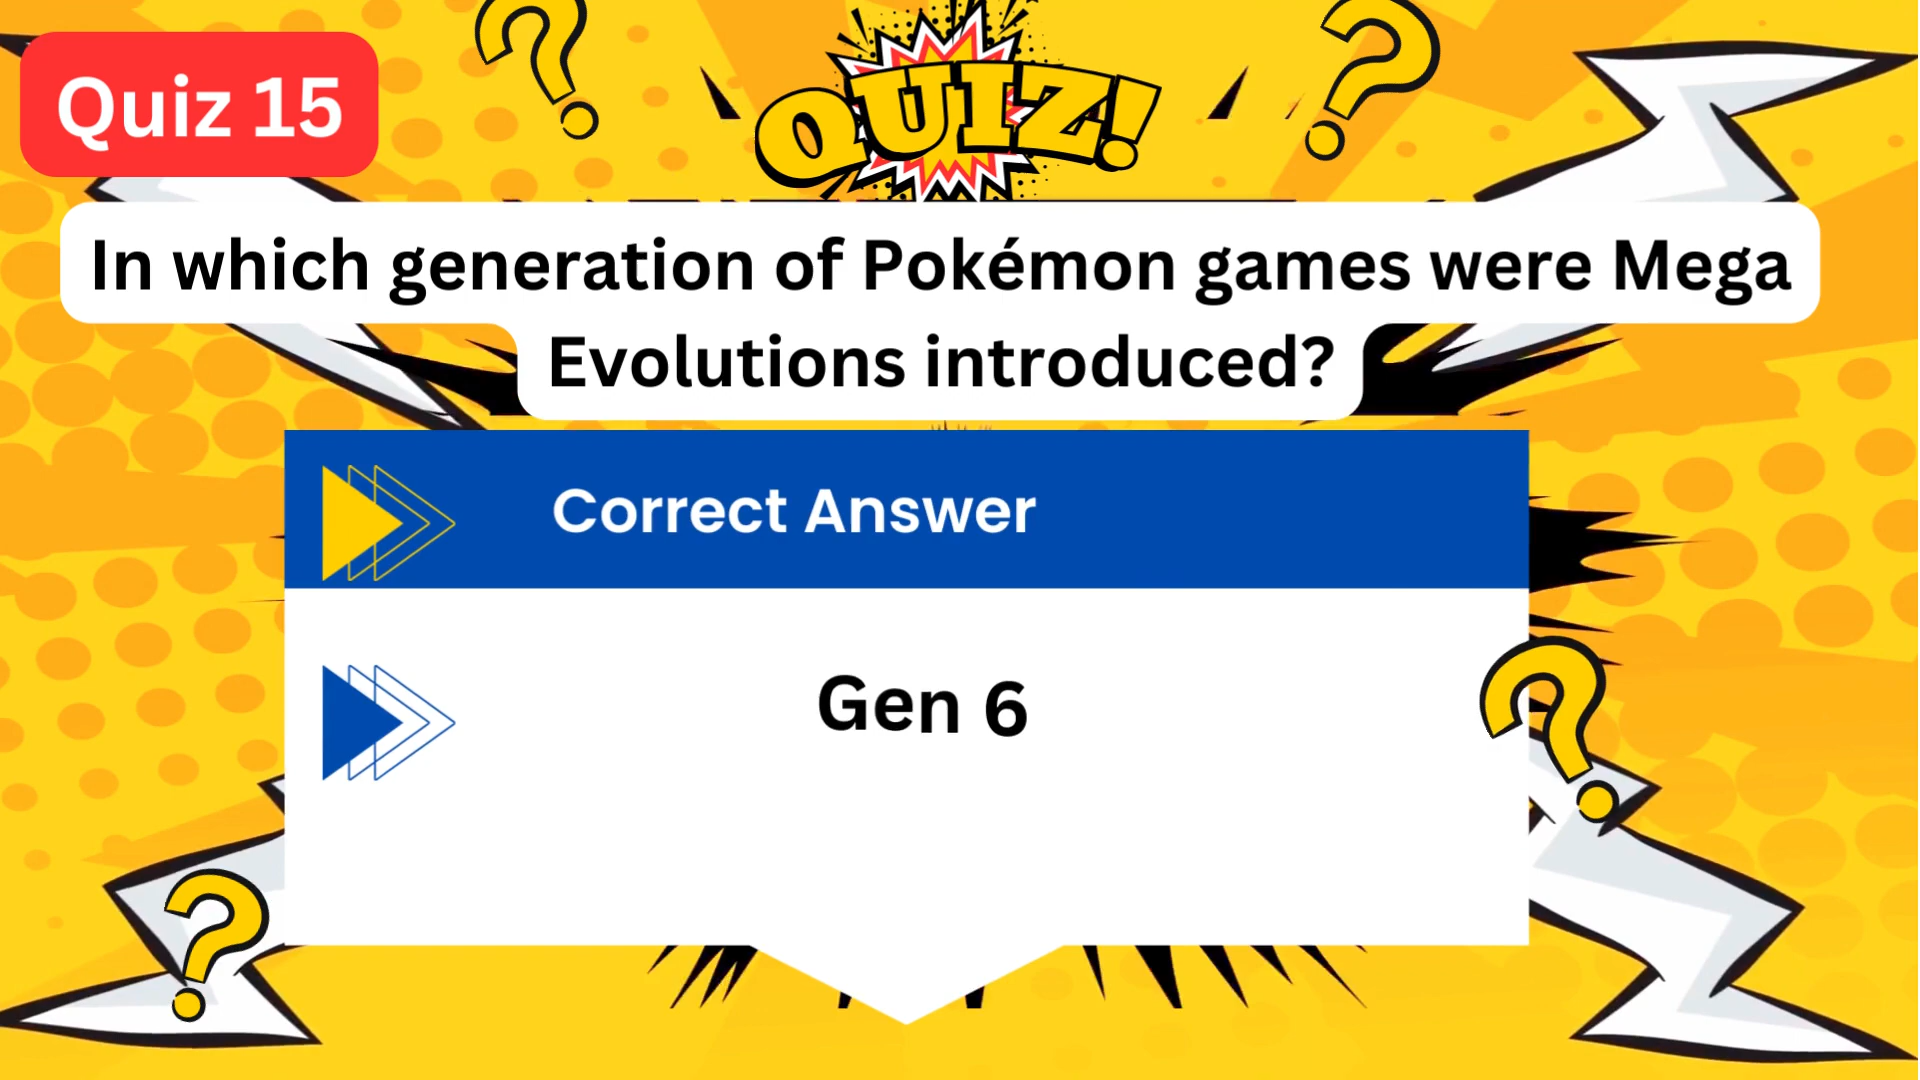 Quiz 15
QUIZ!
In which generation of Pokémon games were Mega
Evolutions introduced?
Correct Answer
Gen 6